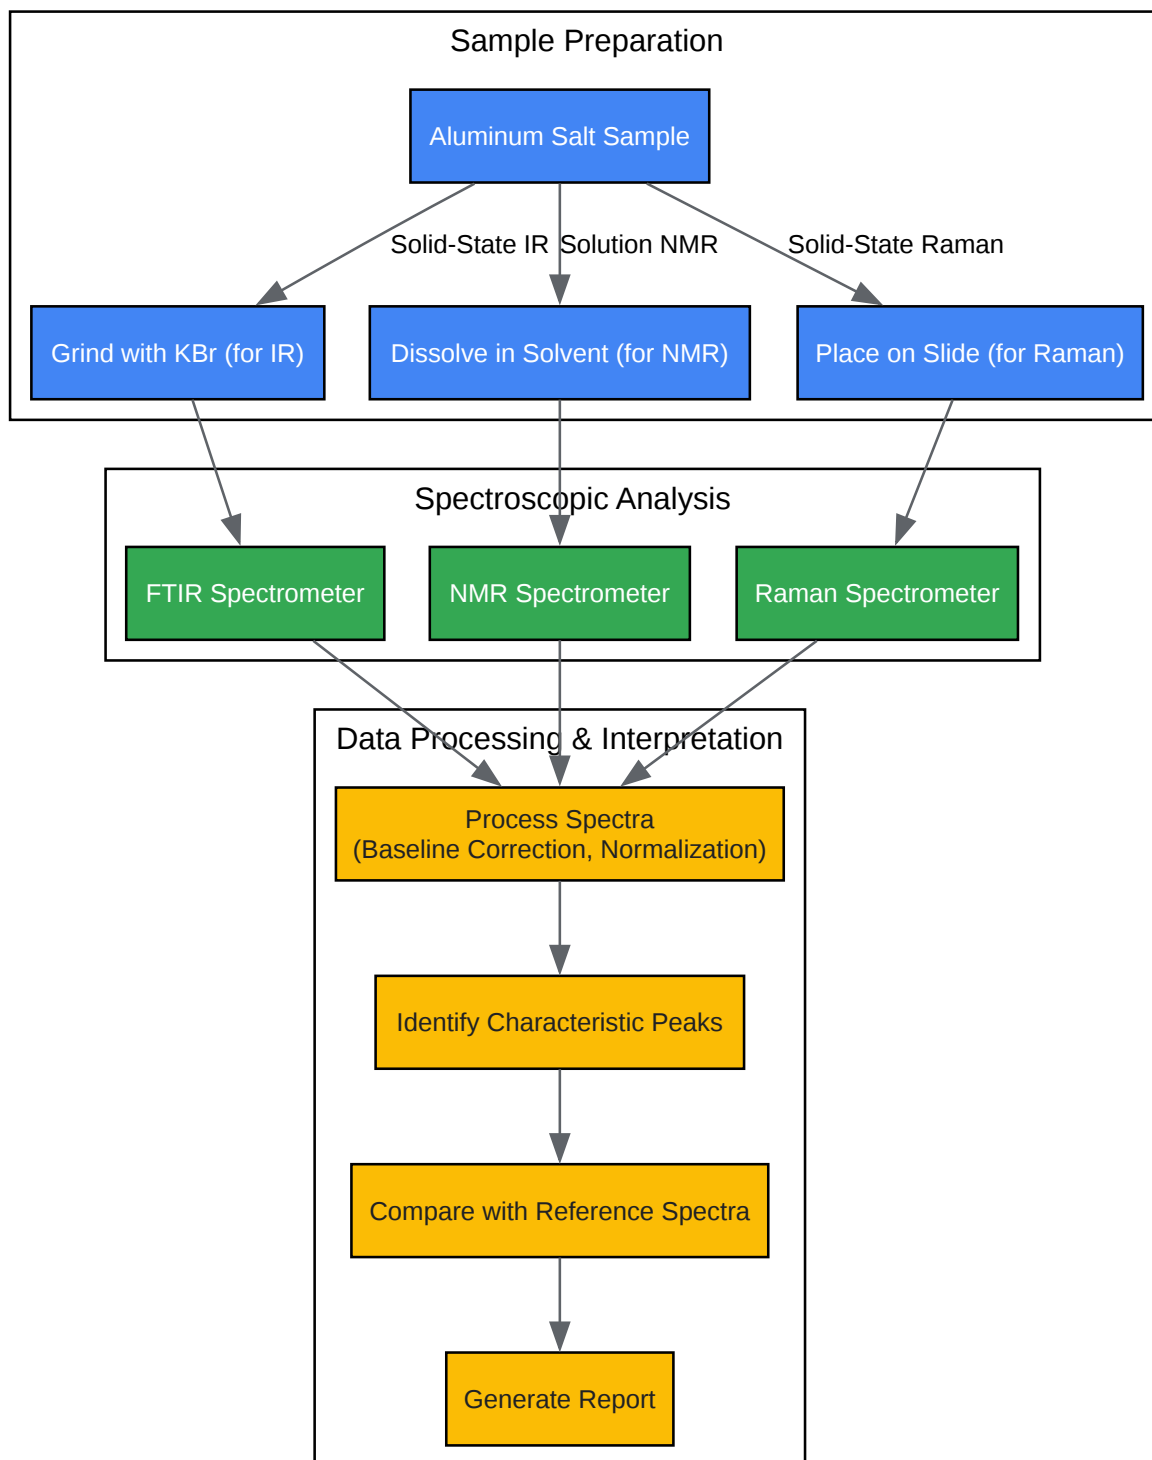 Sample Preparation
Aluminum Salt Sample
Solid-State IR
Solution NMR
Solid-State Raman
Grind with KBr (for IR)
Dissolve in Solvent (for NMR)
Place on Slide (for Raman)
Spectroscopic Analysis
FTIR Spectrometer
NMR Spectrometer
Raman Spectrometer
Data Processing & Interpretation
Process Spectra
(Baseline Correction, Normalization)
Identify Characteristic Peaks
Compare with Reference Spectra
Generate Report